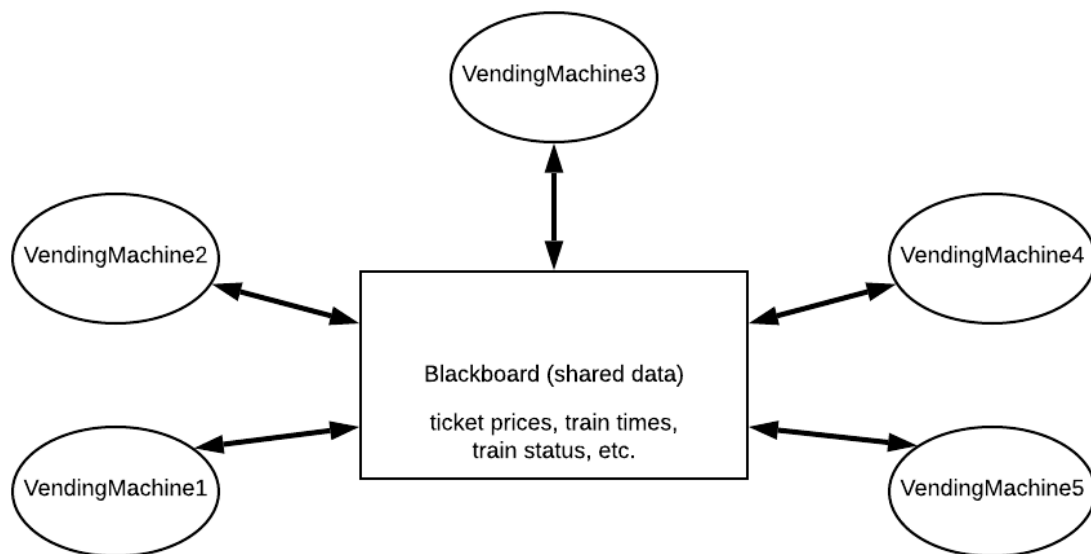 VendingMachine3
VendingMachine2
VendingMachine4
Blackboard (shared data)
ticket prices, train times,
train status, etc.
VendingMachine1
VendingMachine5